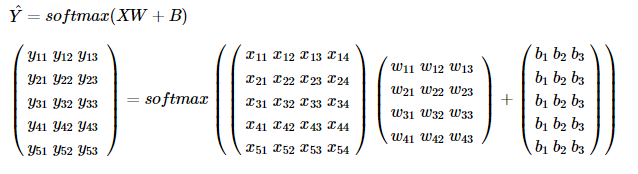 Ŷ = softmax(XW + B)
y11 y12 y13 x11 x12 x13 x14 w11 w12 w13 b1 b2 b3
y21 y22 y23 x21 x22 x23 x24 w21 w22 w23 b1 b2 b3
y31 y32 y33 = softmax x31 x32 x33 x34 w31 w32 w33 + b1 b2 b3
y41 y42 y43 x41 x42 x43 x44 w41 w42 w43 b1 b2 b3
y51 y52 y53 x51 x52 x53 x54 b1 b2 b3